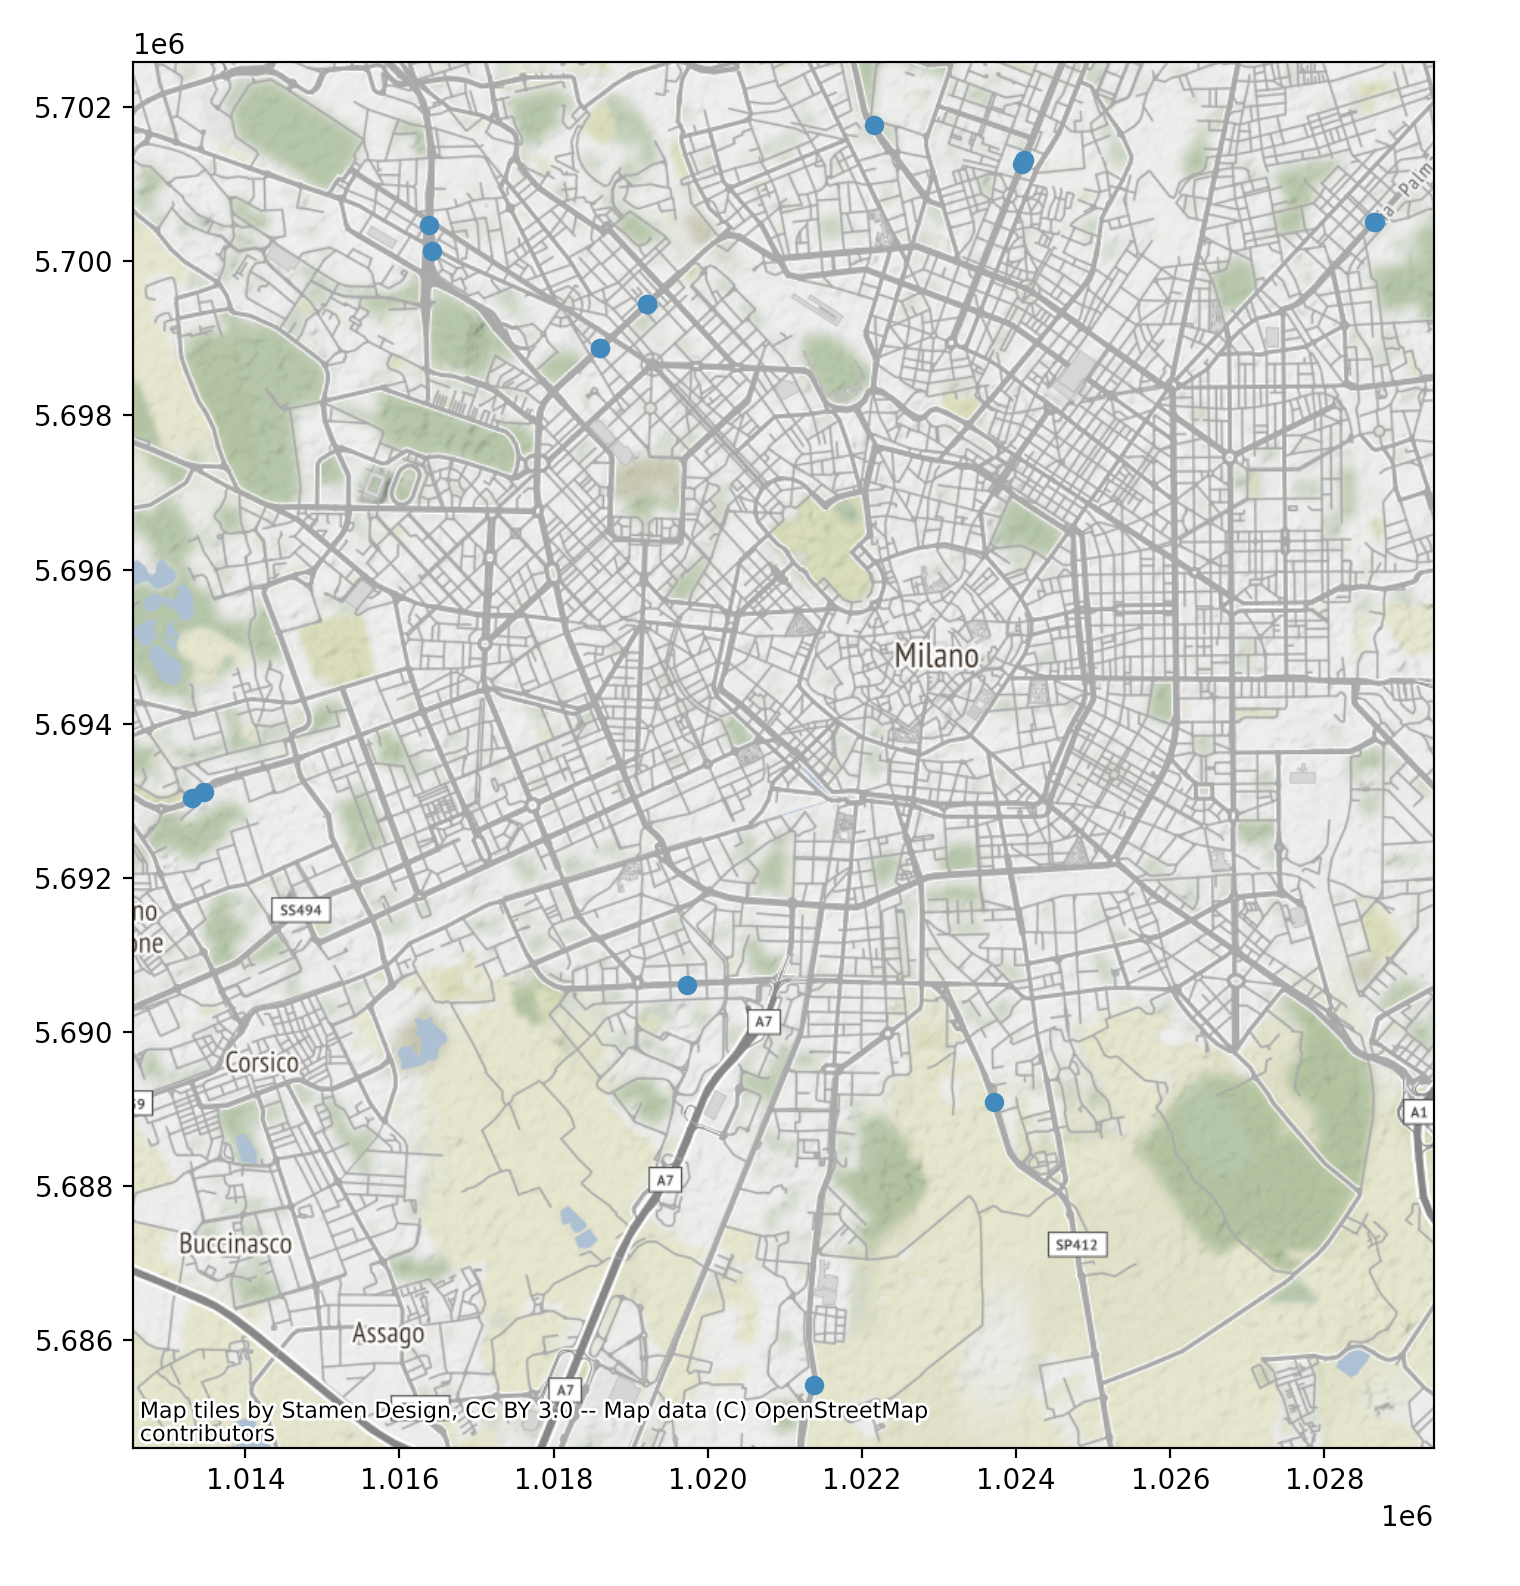 1e6
5.702
5.700
5.698
5.696
5.694
5.692
5.690
5.688
5.686
Milano
SS494
no
one
A7
Corsico
A1
A7
SP412
Buccinasco
Assago
A7
Map tiles by Stamen Design, CC BY 3.0 -- Map data (C) OpenStreetMap
contributors
1.014 1.016 1.018 1.020 1.022 1.024 1.026 1.028
1e6